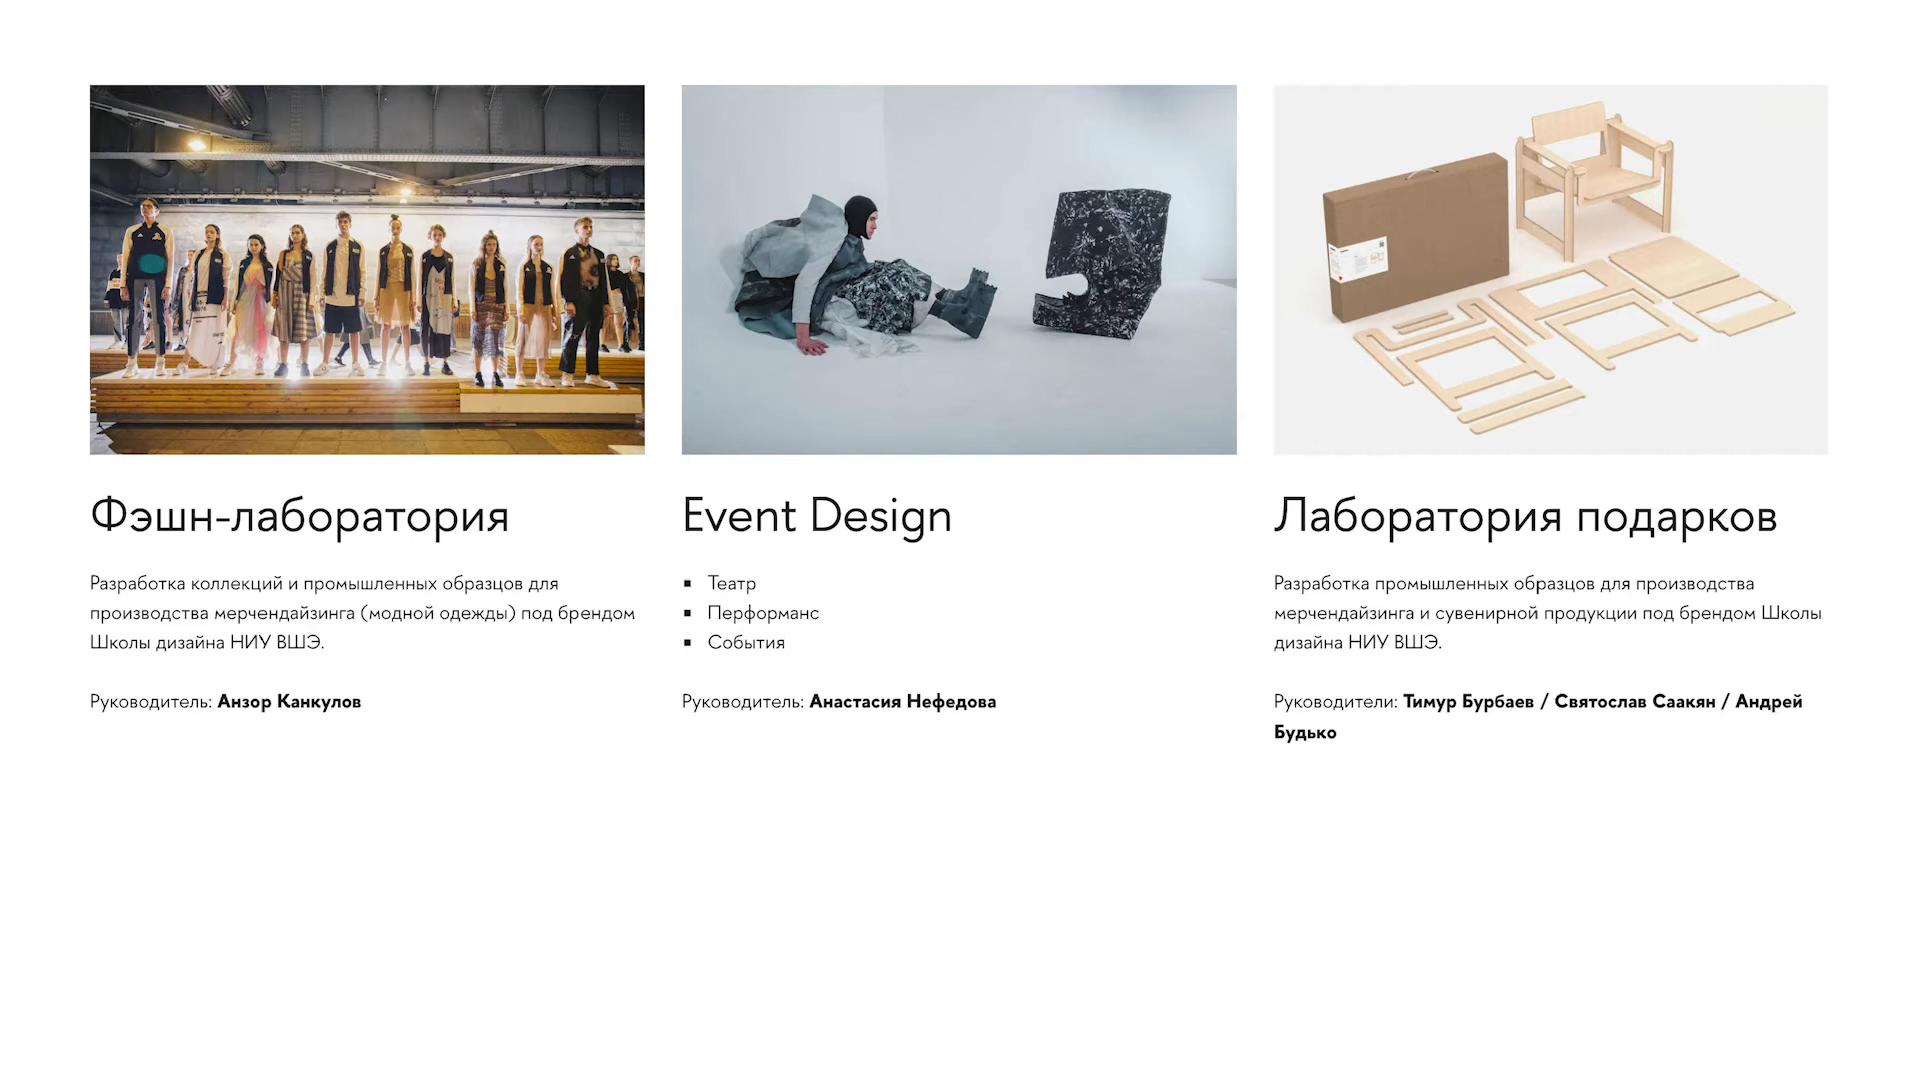 Фэшн-лаборатория
Разработка коллекций и промышленных образцов для
производства мерчендайзинга (модной одежды) под брендом
Школы дизайна НИУ ВШЭ.
Руководитель: Анзор Канкулов
Event Design
▪ Театр
▪ Перформанс
▪ События
Руководитель: Анастасия Нефедова
Лаборатория подарков
Разработка промышленных образцов для производства
мерчендайзинга и сувенирной продукции под брендом Школы
дизайна НИУ ВШЭ.
Руководители: Тимур Бурбаев / Святослав Саакян / Андрей
Будько